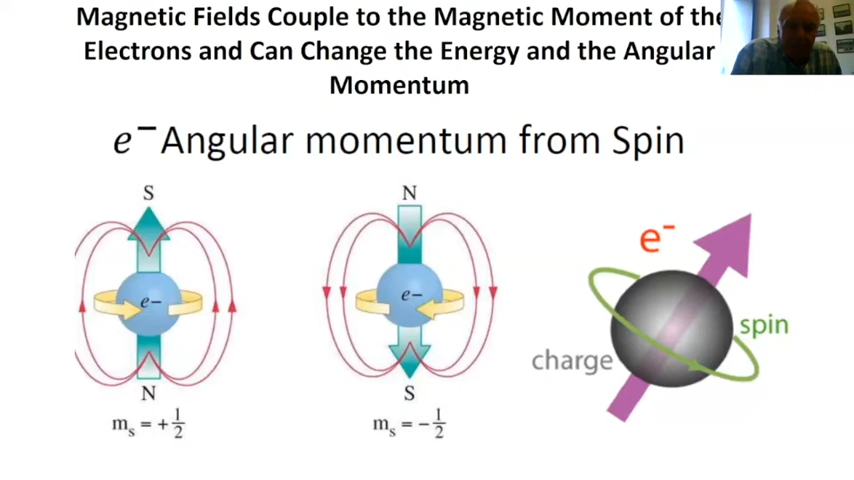 Magnetic Fields Couple to the Magnetic Moment of the
Electrons and Can Change the Energy and the Angular
Momentum
e⁻ Angular momentum from Spin
S
N
e⁻
e−
e−
spin
charge
N
S
mₛ = +1/2
mₛ = −1/2